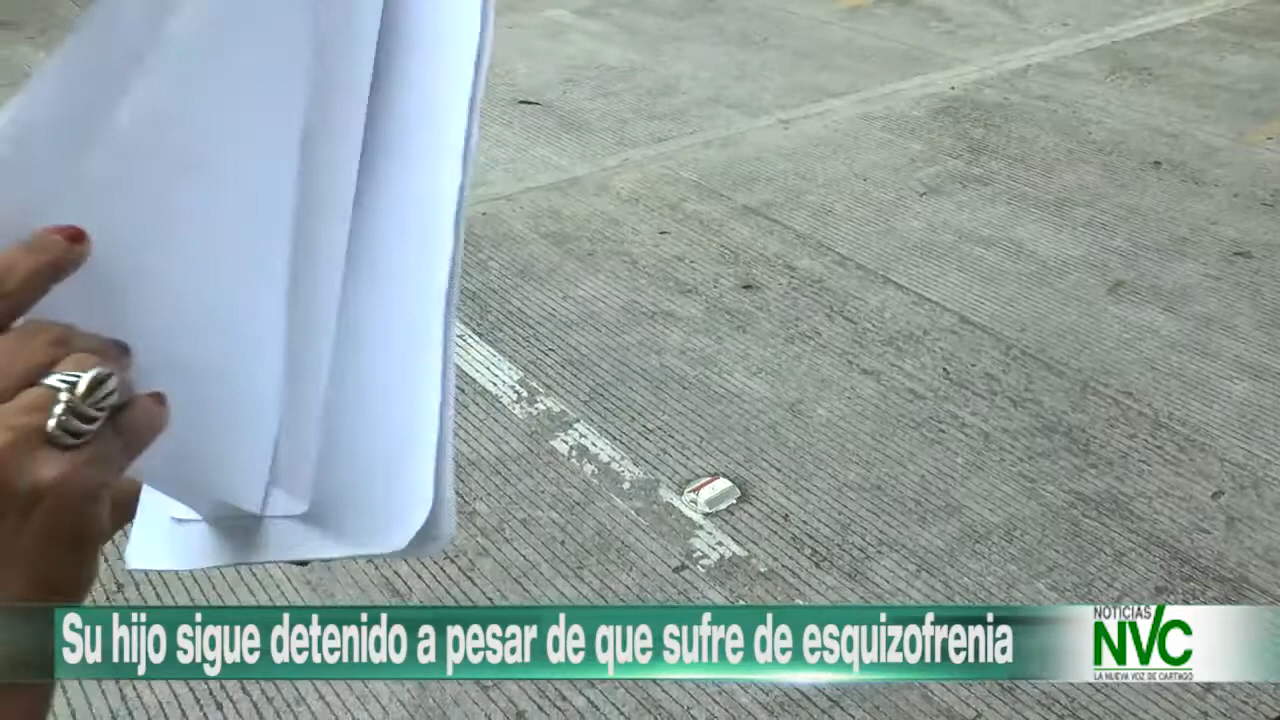 Su hijo sigue detenido a pesar de que sufre de esquizofrenia
NOTICIAS
NVC
LA NUEVA VOZ DE CARTAGO